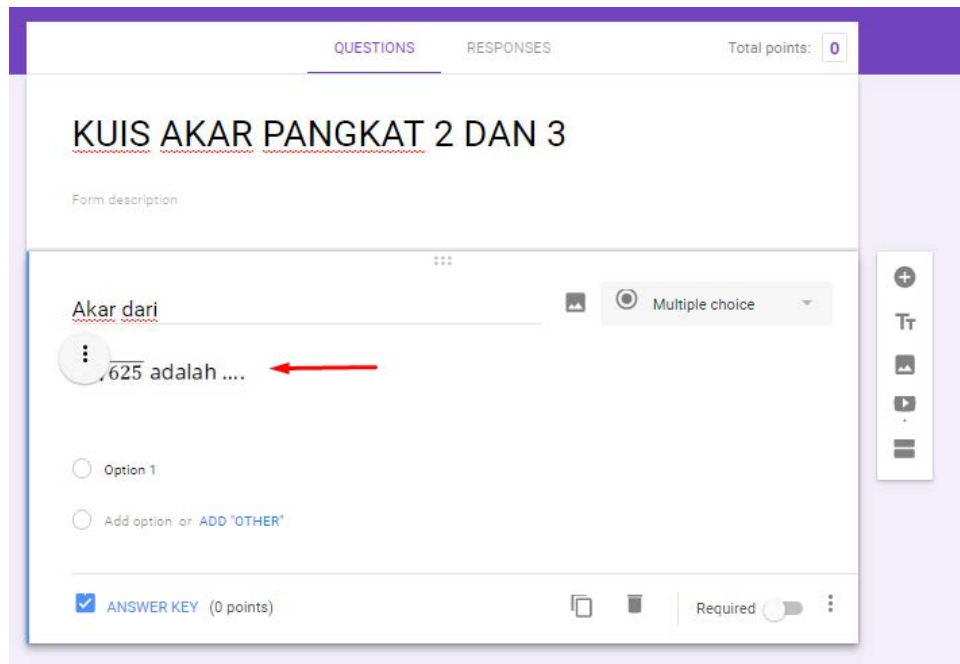 QUESTIONS RESPONSES Total points: 0
KUIS AKAR PANGKAT 2 DAN 3
Form description
Akar dari
Multiple choice
Tт
√625 adalah ....
Option 1
Add option or ADD "OTHER"
ANSWER KEY (0 points) Required